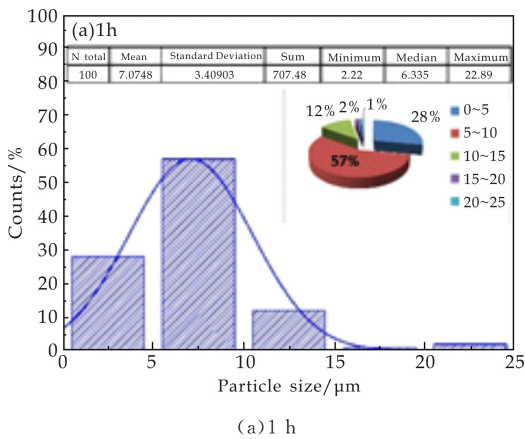 (a)1h
N total Mean Standard Deviation Sum Minimum Median Maximum
100 7.0748 3.40903 707.48 2.22 6.335 22.89
100
90
80
70
60
50
40
30
20
10
0
Counts/%
12% 2% 1% 28%
57%
0~5
5~10
10~15
15~20
20~25
0 5 10 15 20 25
Particle size/μm
(a)1 h